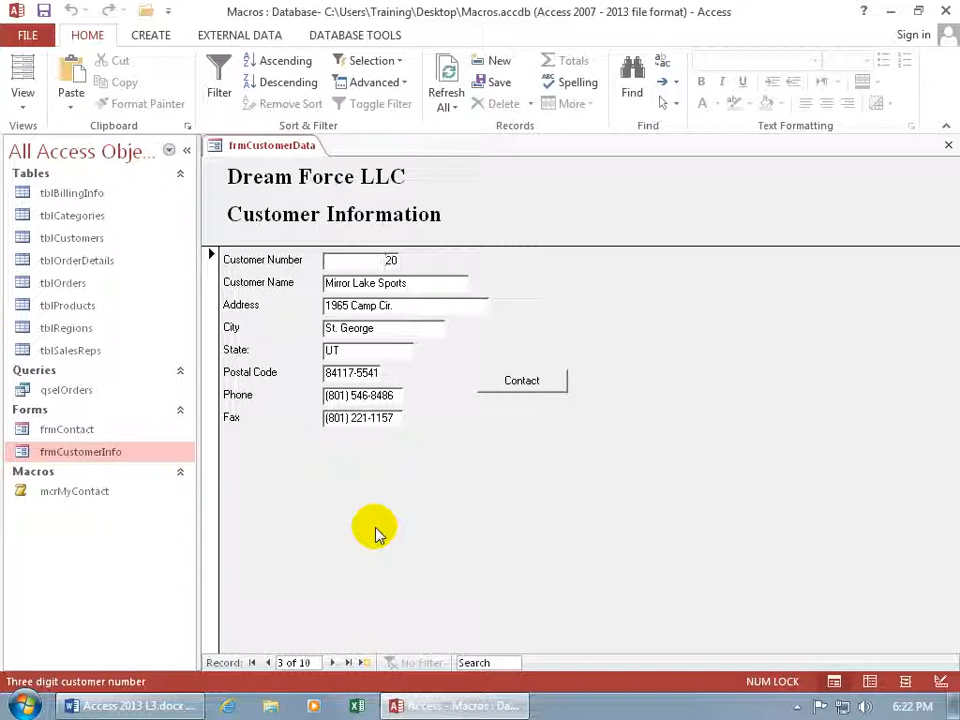 Macros : Database- C:\Users\Training\Desktop\Macros.accdb (Access 2007 - 2013 file format) - Access
?
FILE HOME CREATE EXTERNAL DATA DATABASE TOOLS
Sign in
View
Views
Paste
Cut
Copy
Format Painter
Clipboard
Filter
Ascending
Descending
Remove Sort
Selection
Advanced
Toggle Filter
Sort & Filter
Refresh
All
New
Save
Delete
Totals
Spelling
More
Records
Find
Find
B I U
A
Text Formatting
All Access Obje...
Tables
tblBillingInfo
tblCategories
tblCustomers
tblOrderDetails
tblOrders
tblProducts
tblRegions
tblSalesReps
Queries
qselOrders
Forms
frmContact
frmCustomerInfo
Macros
mcrMyContact
frmCustomerData
Dream Force LLC
Customer Information
Customer Number 20
Customer Name Mirror Lake Sports
Address 1965 Camp Cir.
City St. George
State: UT
Postal Code 84117-5541
Phone (801) 546-8486
Fax (801) 221-1157
Contact
Record: 3 of 10 No Filter Search
Three digit customer number
NUM LOCK
Access 2013 L3.docx ...
Access - Macros : Da...
6:22 PM